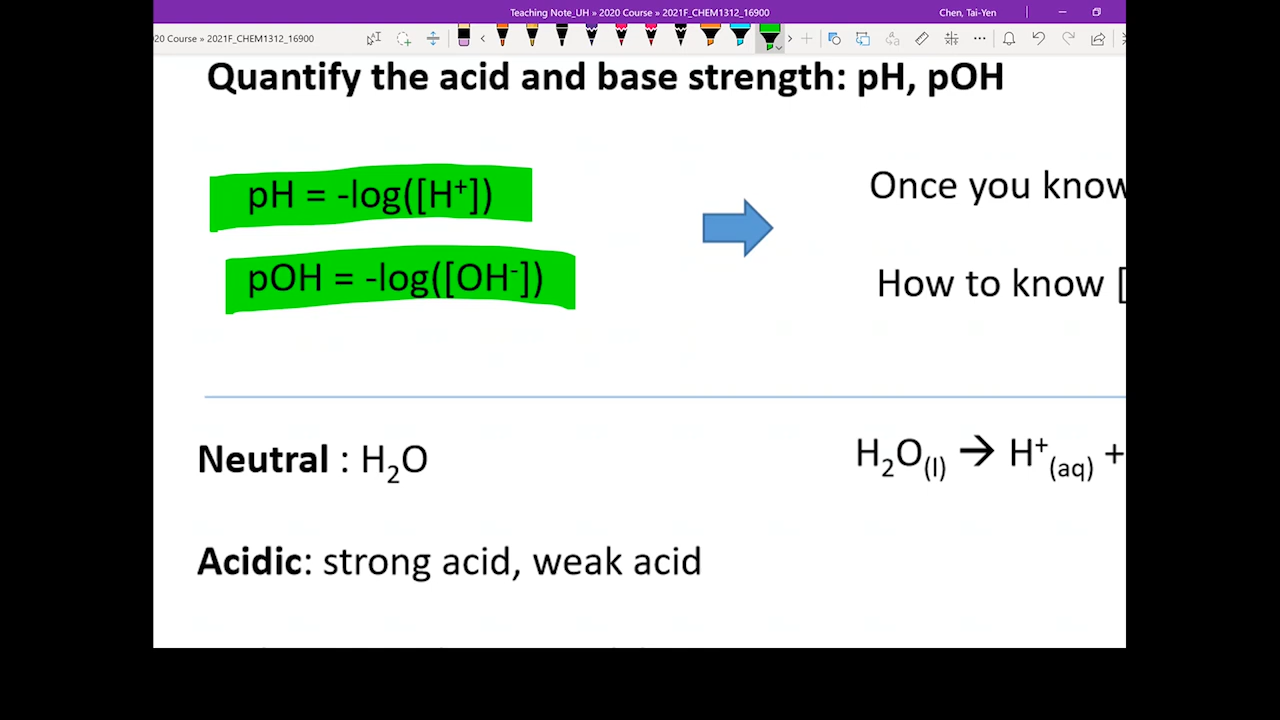 Teaching Note_UH » 2020 Course » 2021F_CHEM1312_16900
Chen, Tai-Yen
20 Course » 2021F_CHEM1312_16900
Quantify the acid and base strength: pH, pOH
pH = -log([H⁺])
Once you know
pOH = -log([OH⁻])
How to know [
Neutral : H₂O
H₂O₍l₎ → H⁺₍aq₎ +
Acidic: strong acid, weak acid